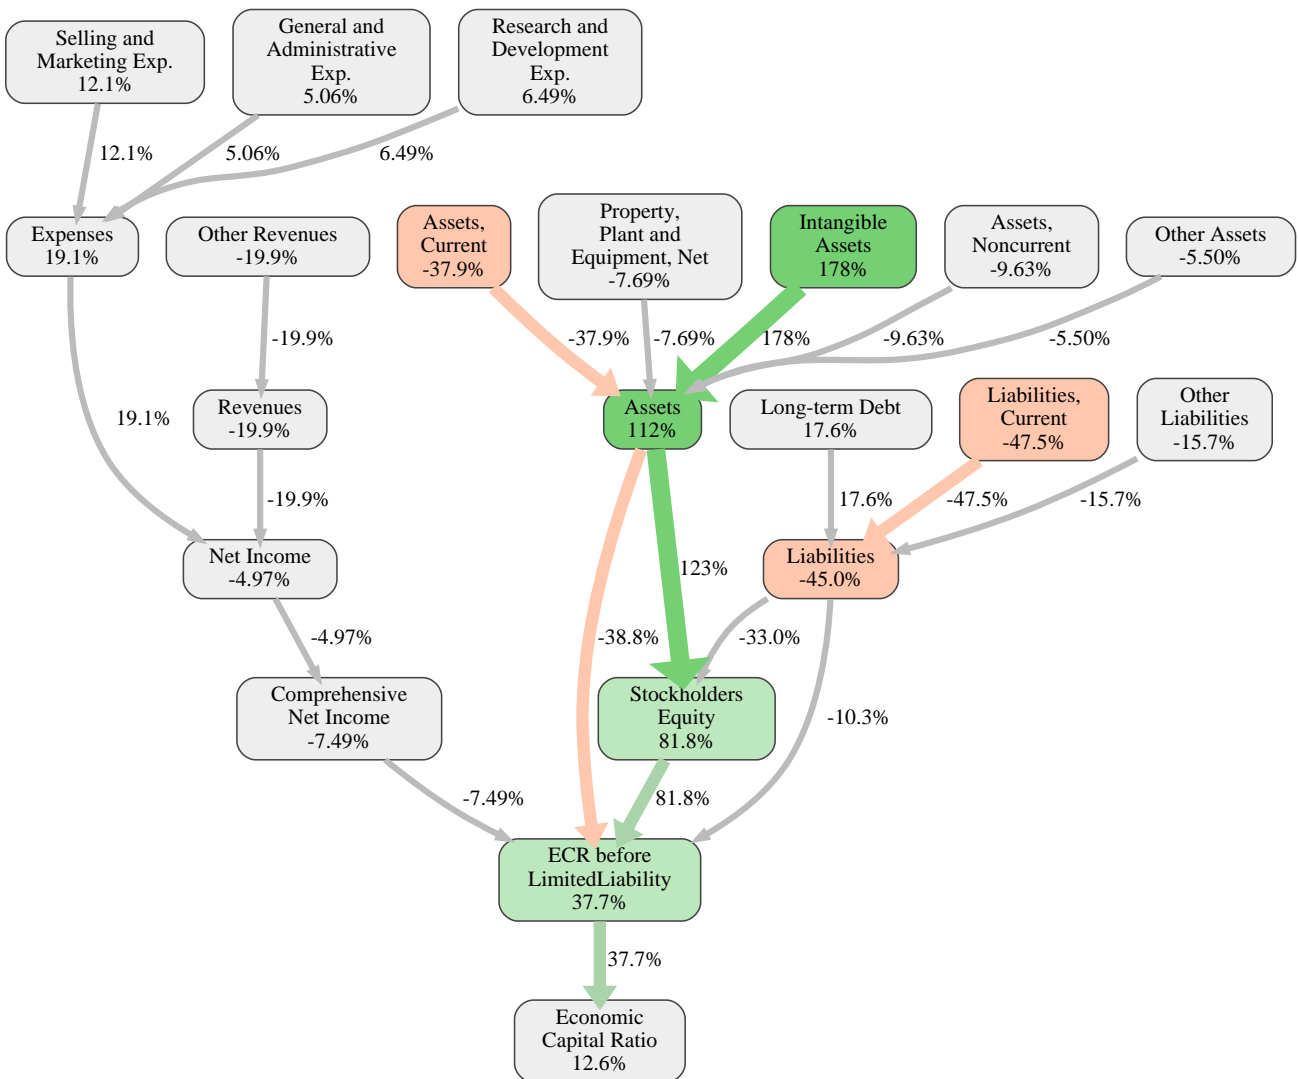 Selling and
Marketing Exp.
12.1%
General and
Administrative
Exp.
5.06%
Research and
Development
Exp.
6.49%
12.1%
5.06%
6.49%
Expenses
19.1%
Other Revenues
-19.9%
Assets,
Current
-37.9%
Property,
Plant and
Equipment, Net
-7.69%
Intangible
Assets
178%
Assets,
Noncurrent
-9.63%
Other Assets
-5.50%
-19.9%
-37.9%
-7.69%
178%
-9.63%
-5.50%
19.1%
Revenues
-19.9%
Assets
112%
Long-term Debt
17.6%
Liabilities,
Current
-47.5%
Other
Liabilities
-15.7%
-19.9%
17.6%
-47.5%
-15.7%
Net Income
-4.97%
Liabilities
-45.0%
123%
-4.97%
-38.8%
-33.0%
Comprehensive
Net Income
-7.49%
Stockholders
Equity
81.8%
-10.3%
-7.49%
81.8%
ECR before
LimitedLiability
37.7%
37.7%
Economic
Capital Ratio
12.6%